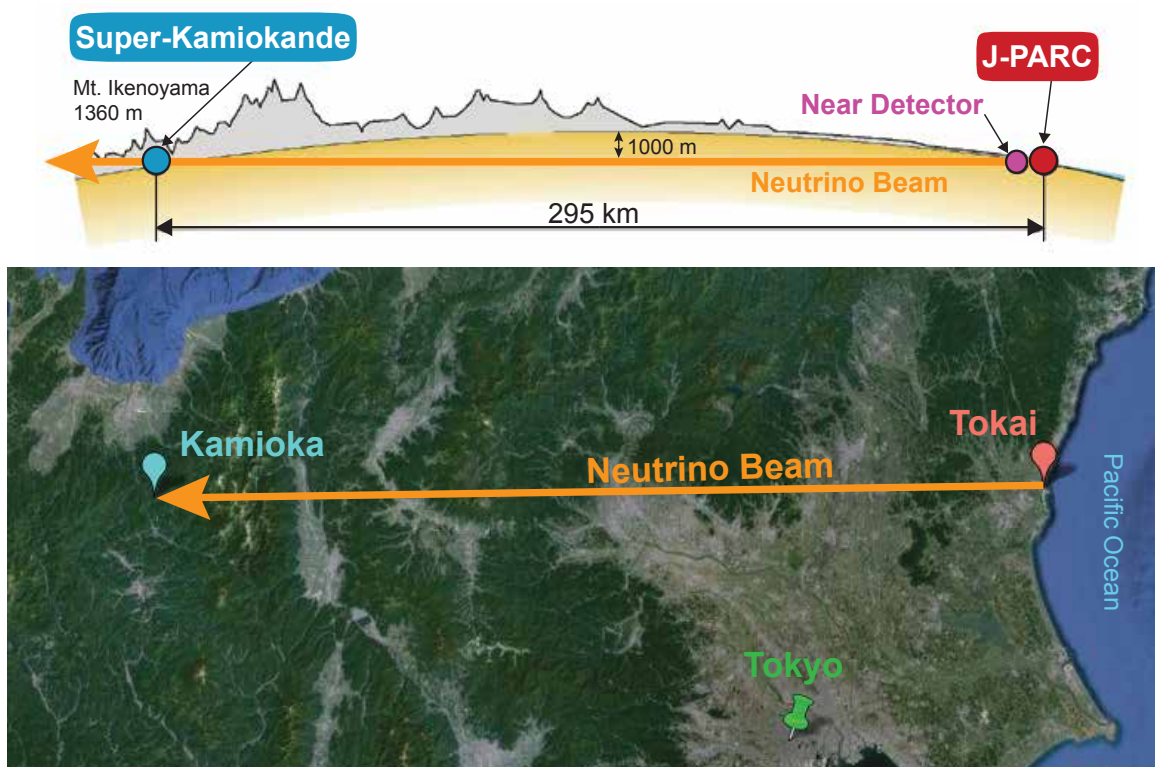 Super-Kamiokande
J-PARC
Mt. Ikenoyama
1360 m
Near Detector
1000 m
Neutrino Beam
295 km
Kamioka
Tokai
Neutrino Beam
Pacific Ocean
Tokyo